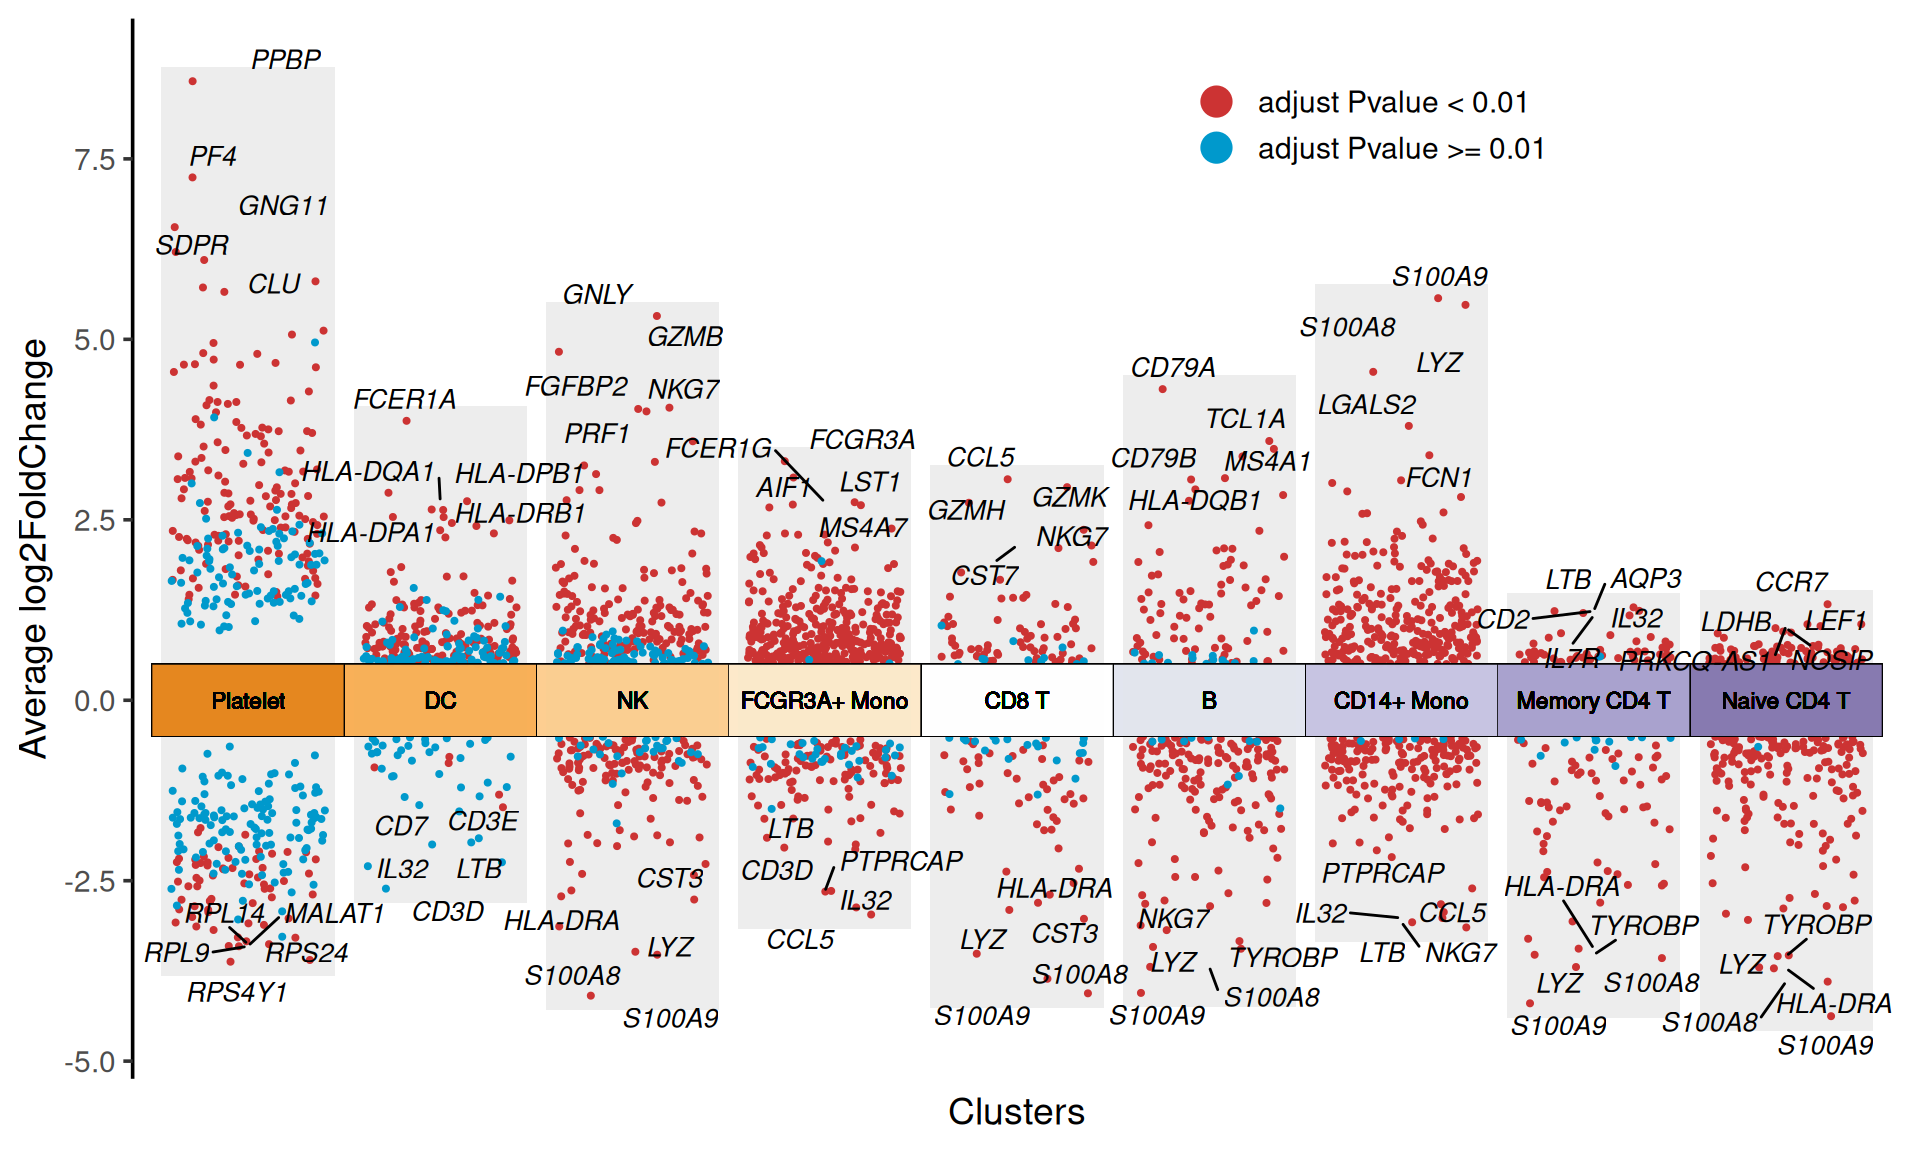 Average log2FoldChange
7.5
5.0
2.5
0.0
-2.5
-5.0
adjust Pvalue < 0.01
adjust Pvalue >= 0.01
PPBP
PF4
GNG11
SDPR
CLU
FCER1A
HLA-DQA1
HLA-DPB1
HLA-DRB1
HLA-DPA1
GNLY
GZMB
FGFBP2
NKG7
PRF1
FCER1G
FCGR3A
AIF1
LST1
MS4A7
CCL5
GZMH
GZMK
NKG7
CST7
CD79A
TCL1A
CD79B
MS4A1
HLA-DQB1
S100A9
S100A8
LYZ
LGALS2
FCN1
LTB
AQP3
CD2
IL32
IL7R
CCR7
LDHB
LEF1
PRKCQ-AS1
NOSIP
Platelet
DC
NK
FCGR3A+ Mono
CD8 T
B
CD14+ Mono
Memory CD4 T
Naive CD4 T
RPL14
MALAT1
RPL9
RPS24
RPS4Y1
CD7
CD3E
IL32
LTB
CD3D
CST3
HLA-DRA
LYZ
S100A8
S100A9
LTB
CD3D
PTPRCAP
IL32
CCL5
HLA-DRA
LYZ
CST3
S100A8
S100A9
NKG7
LYZ
TYROBP
S100A8
S100A9
PTPRCAP
IL32
CCL5
LTB
NKG7
HLA-DRA
TYROBP
LYZ
S100A8
S100A9
TYROBP
LYZ
HLA-DRA
S100A8
S100A9
Clusters